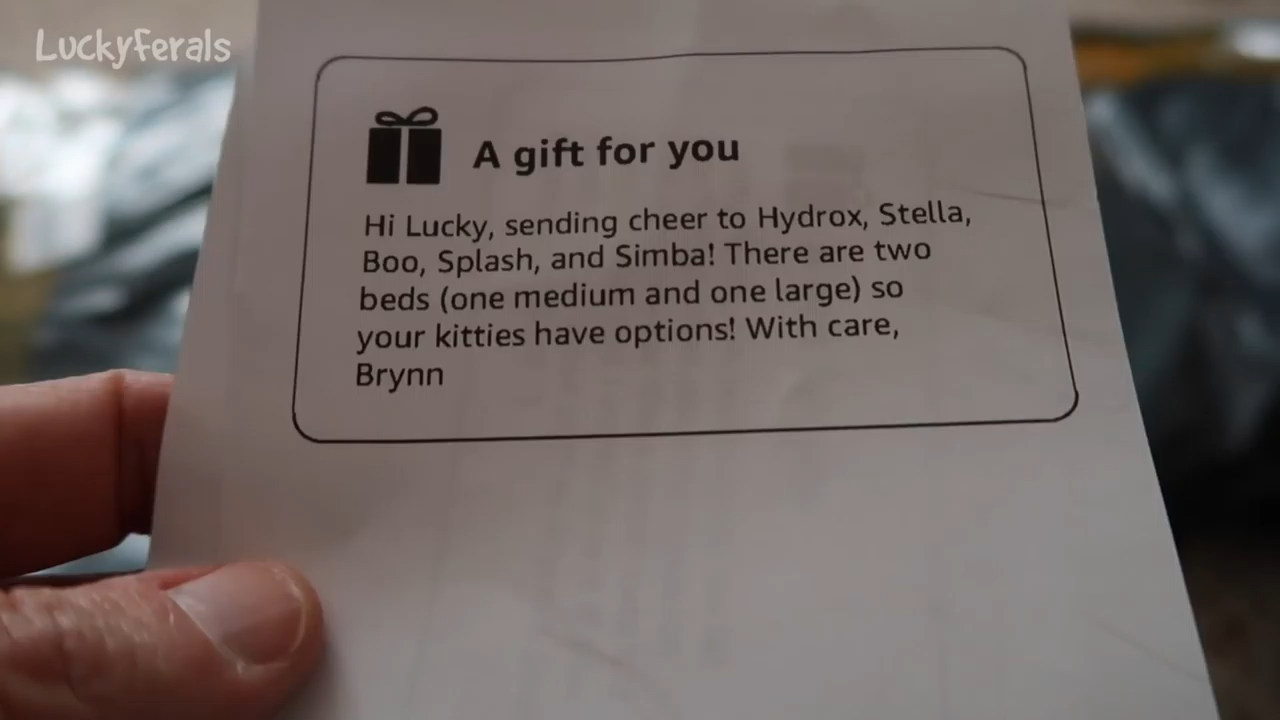 LuckyFerals
A gift for you
Hi Lucky, sending cheer to Hydrox, Stella,
Boo, Splash, and Simba! There are two
beds (one medium and one large) so
your kitties have options! With care,
Brynn